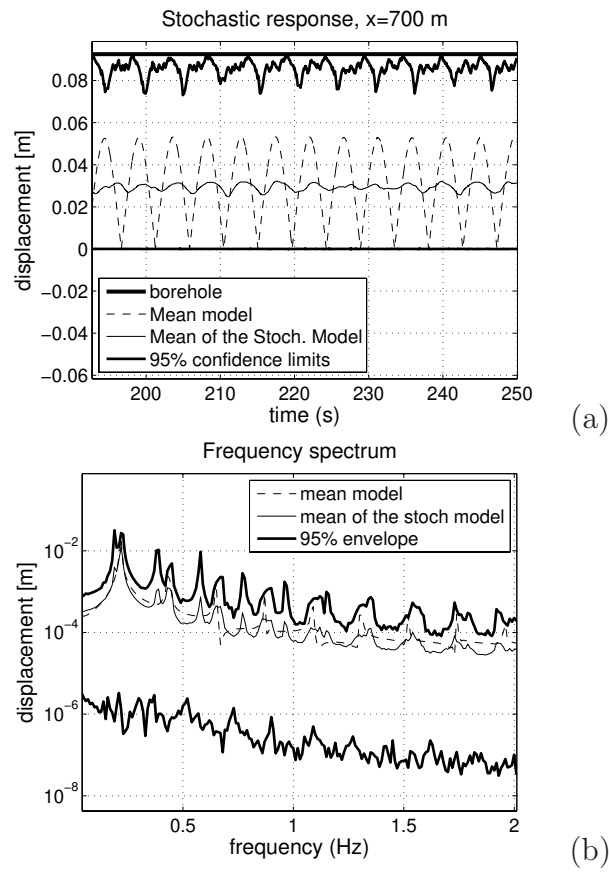 Stochastic response, x=700 m
displacement [m]
0.08
0.06
0.04
0.02
0
−0.02
−0.04
−0.06
borehole
Mean model
Mean of the Stoch. Model
95% confidence limits
200 210 220 230 240 250
time (s)
(a)
Frequency spectrum
displacement [m]
10^−2
10^−4
10^−6
10^−8
mean model
mean of the stoch model
95% envelope
0.5 1 1.5 2
frequency (Hz)
(b)